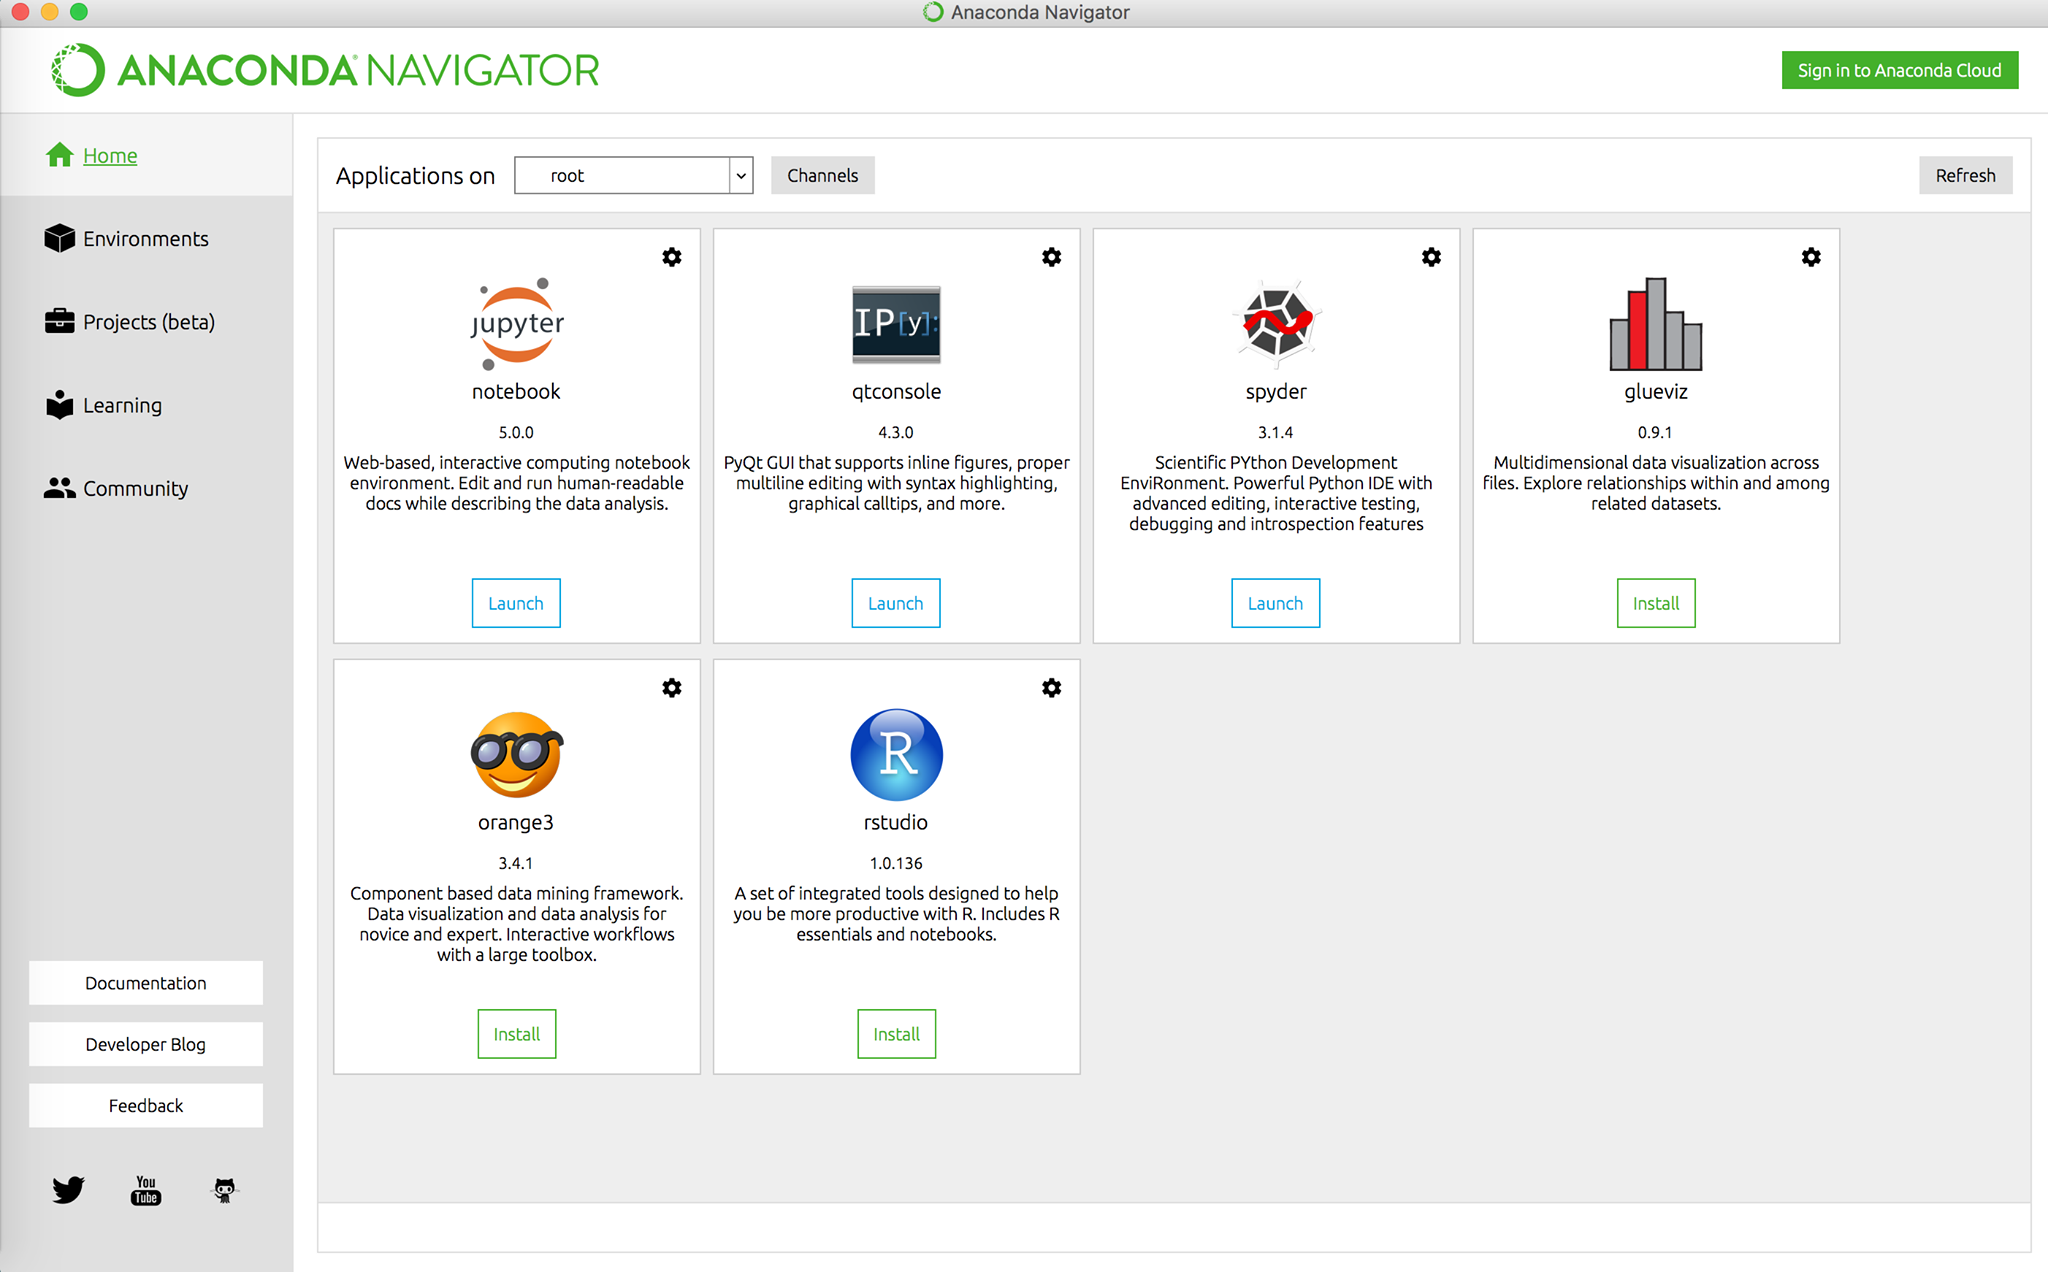 Anaconda Navigator
ANACONDA NAVIGATOR
Sign in to Anaconda Cloud
Home
Environments
Projects (beta)
Learning
Community
Documentation
Developer Blog
Feedback
You
Tube
Applications on
root
Channels
Refresh
jupyter
notebook
5.0.0
Web-based, interactive computing notebook
environment. Edit and run human-readable
docs while describing the data analysis.
Launch
IP[y]:
qtconsole
4.3.0
PyQt GUI that supports inline figures, proper
multiline editing with syntax highlighting,
graphical calltips, and more.
Launch
spyder
3.1.4
Scientific PYthon Development
EnviRonment. Powerful Python IDE with
advanced editing, interactive testing,
debugging and introspection features
Launch
glueviz
0.9.1
Multidimensional data visualization across
files. Explore relationships within and among
related datasets.
Install
orange3
3.4.1
Component based data mining framework.
Data visualization and data analysis for
novice and expert. Interactive workflows
with a large toolbox.
Install
R
rstudio
1.0.136
A set of integrated tools designed to help
you be more productive with R. Includes R
essentials and notebooks.
Install